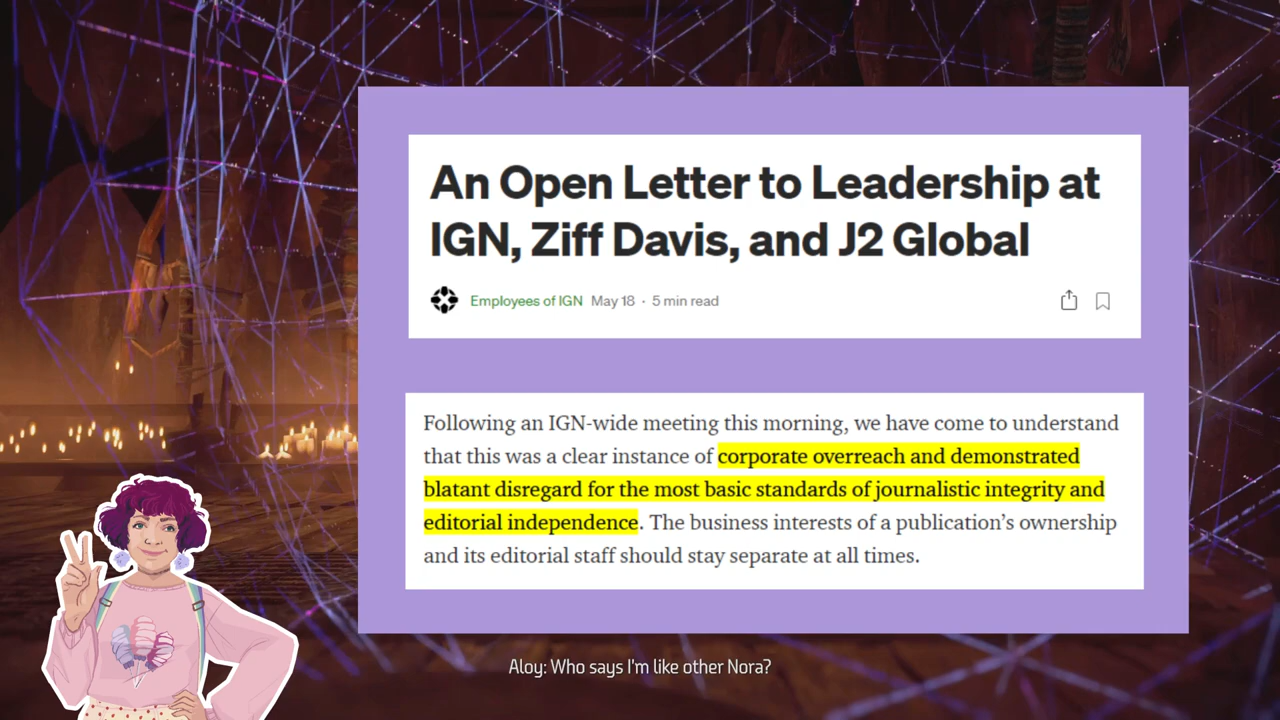 An Open Letter to Leadership at
IGN, Ziff Davis, and J2 Global
Employees of IGN May 18 · 5 min read
Following an IGN-wide meeting this morning, we have come to understand
that this was a clear instance of corporate overreach and demonstrated
blatant disregard for the most basic standards of journalistic integrity and
editorial independence. The business interests of a publication’s ownership
and its editorial staff should stay separate at all times.
Aloy: Who says I'm like other Nora?